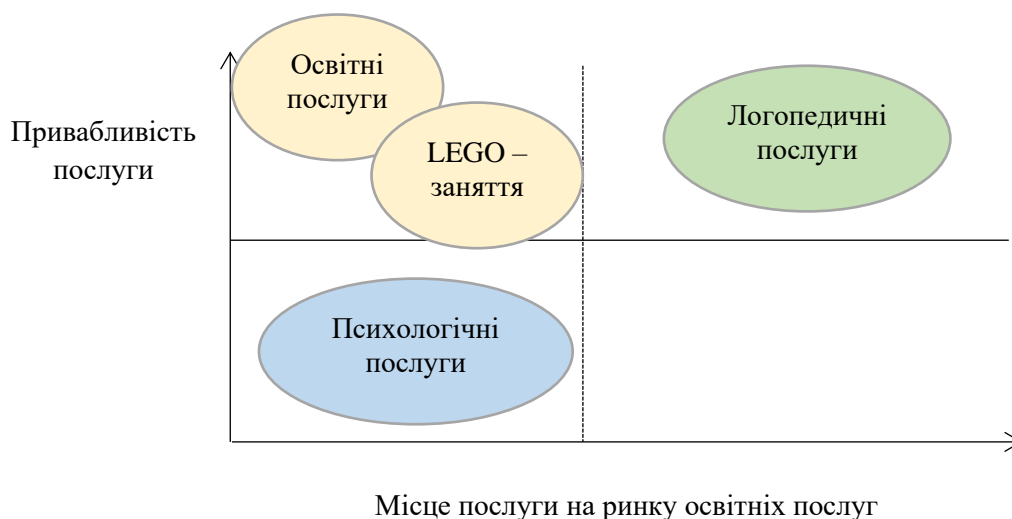 Освітні
послуги
Привабливість
послуги
LEGO –
заняття
Логопедичні
послуги
Психологічні
послуги
Місце послуги на ринку освітніх послуг